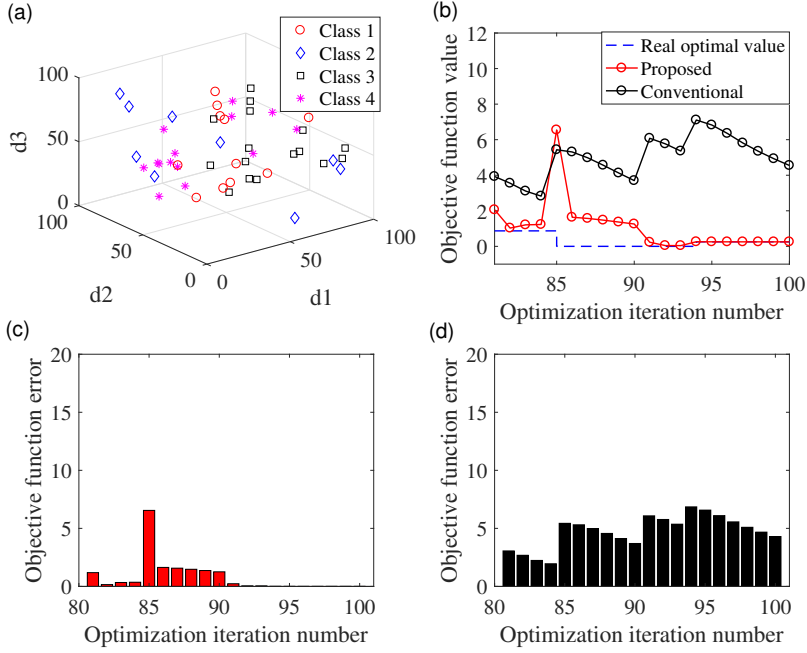 (a)
Class 1
Class 2
Class 3
Class 4
100
50
0
d3
100
50
0
d2
0
50
100
d1
(b)
Real optimal value
Proposed
Conventional
12
10
8
6
4
2
0
Objective function value
85
90
95
100
Optimization iteration number
(c)
20
15
10
5
0
Objective function error
80
85
90
95
100
Optimization iteration number
(d)
20
15
10
5
0
Objective function error
80
85
90
95
100
Optimization iteration number